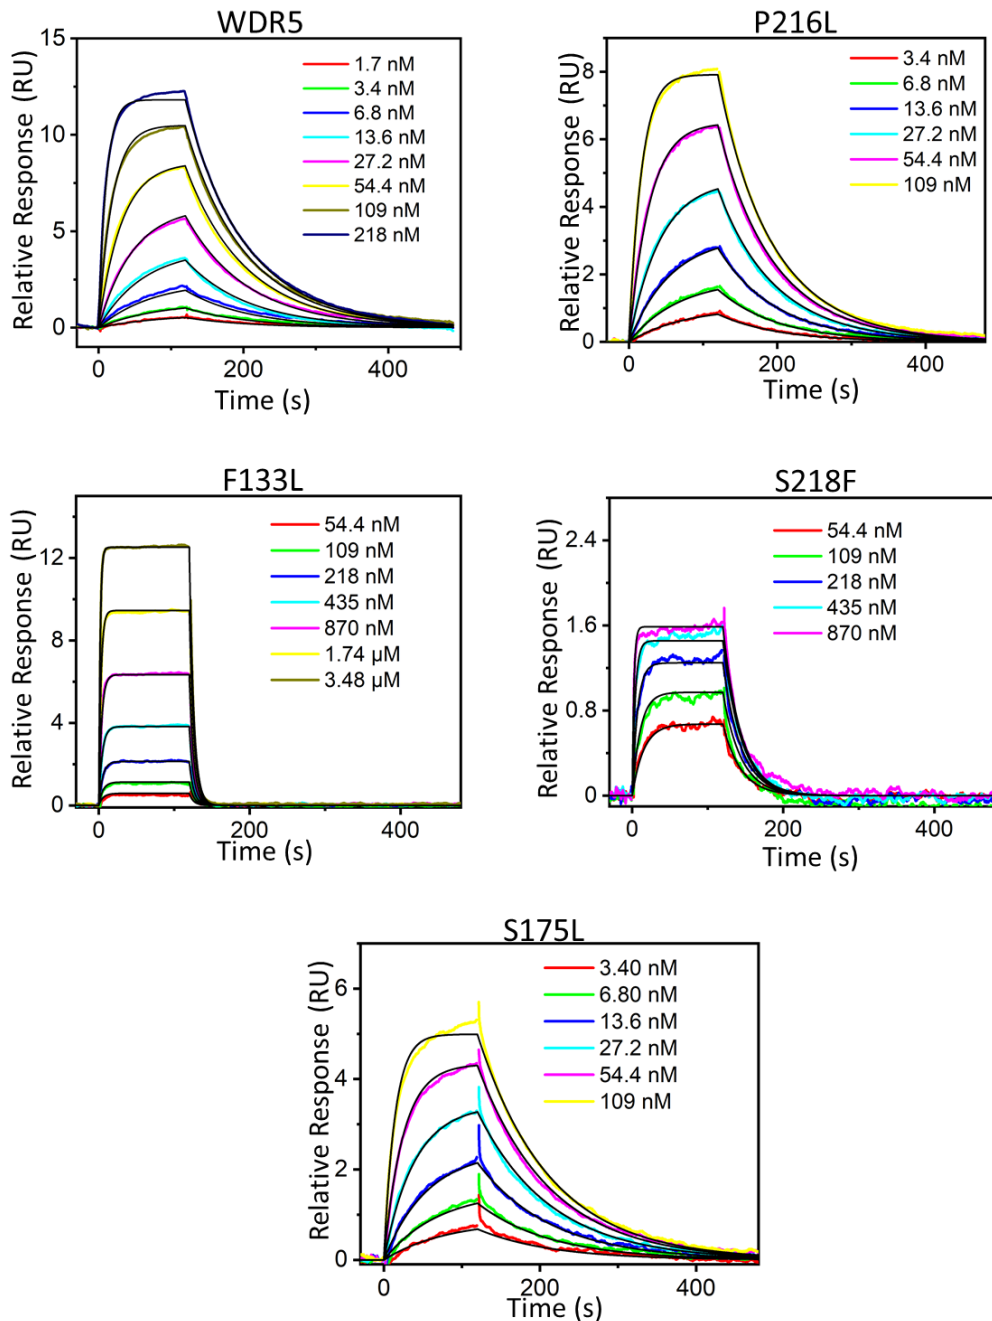 WDR5
Relative Response (RU)
15
10
5
0
0
400
Time (s)
1.7 nM
3.4 nM
6.8 nM
13.6 nM
27.2 nM
54.4 nM
109 nM
218 nM
P216L
Relative Response (RU)
8
6
4
2
0
0
200
400
Time (s)
3.4 nM
6.8 nM
13.6 nM
27.2 nM
54.4 nM
109 nM
F133L
Relative Response (RU)
12
8
4
0
0
200
400
Time (s)
54.4 nM
109 nM
218 nM
435 nM
870 nM
1.74 µM
3.48 µM
S218F
Relative Response (RU)
2.4
1.6
0.8
0
0
200
400
Time (s)
54.4 nM
109 nM
218 nM
435 nM
870 nM
S175L
Relative Response (RU)
6
4
2
0
0
200
400
Time (s)
3.40 nM
6.80 nM
13.6 nM
27.2 nM
54.4 nM
109 nM